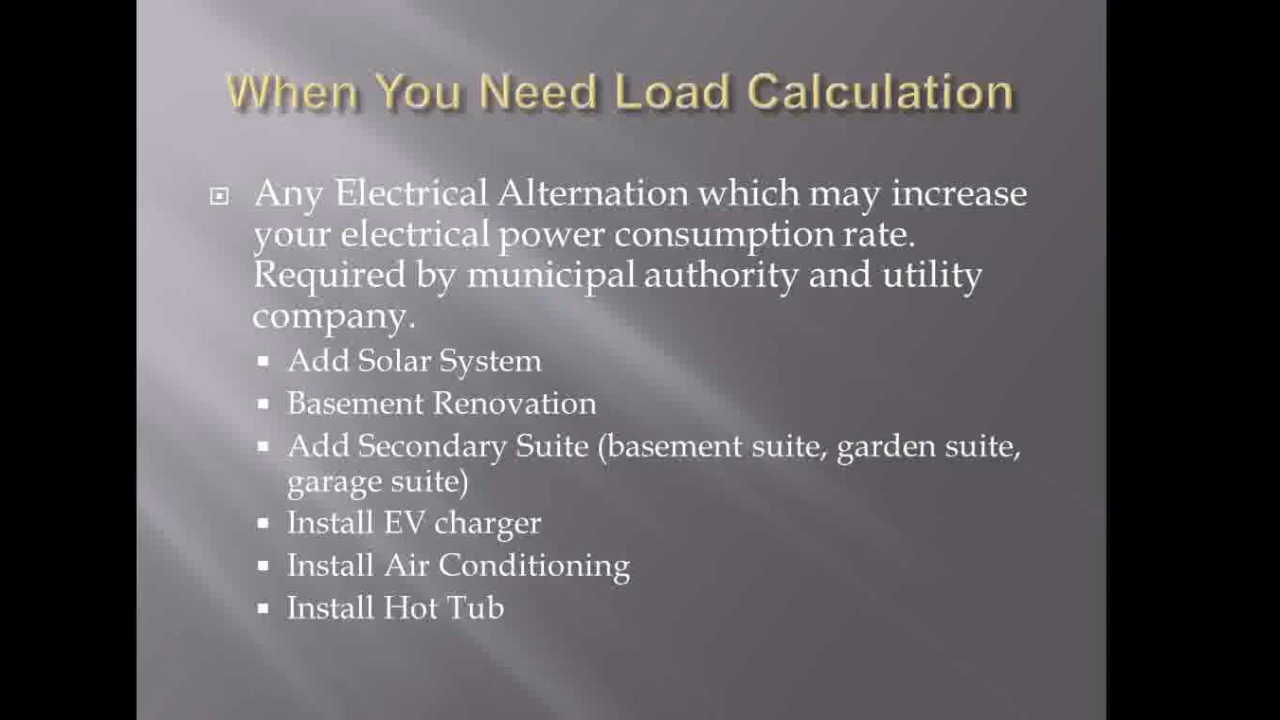 When You Need Load Calculation
Any Electrical Alternation which may increase
your electrical power consumption rate.
Required by municipal authority and utility
company.
Add Solar System
Basement Renovation
Add Secondary Suite (basement suite, garden suite,
garage suite)
Install EV charger
Install Air Conditioning
Install Hot Tub